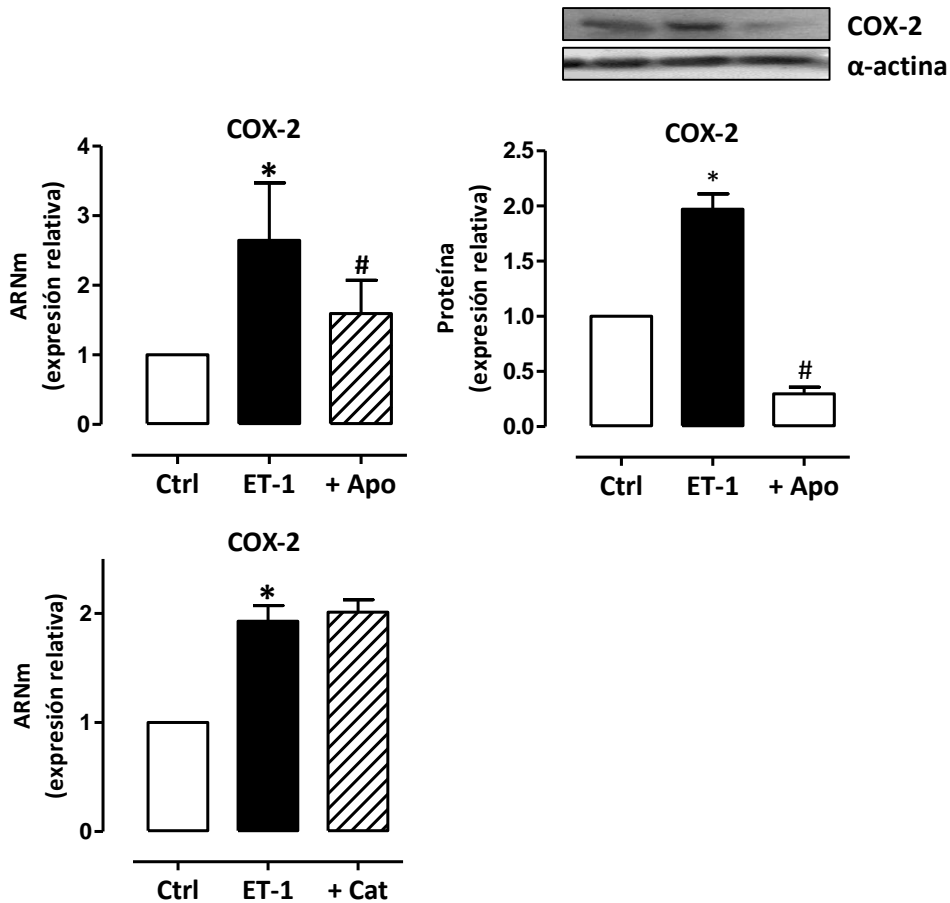 COX-2
α-actina
COX-2
ARNm
(expresión relativa)
4
3
2
1
0
*
#
Ctrl ET-1 + Apo
COX-2
Proteína
(expresión relativa)
2.5
2.0
1.5
1.0
0.5
0.0
*
#
Ctrl ET-1 + Apo
COX-2
ARNm
(expresión relativa)
2
1
0
*
Ctrl ET-1 + Cat